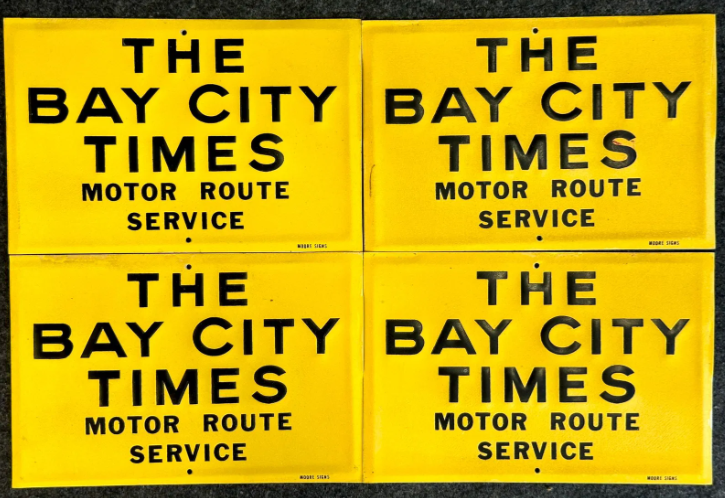 THE
BAY CITY
TIMES
MOTOR ROUTE
SERVICE
MOORE SIGNS
THE
BAY CITY
TIMES
MOTOR ROUTE
SERVICE
MOORE SIGNS
THE
BAY CITY
TIMES
MOTOR ROUTE
SERVICE
MOORE SIGNS
THE
BAY CITY
TIMES
MOTOR ROUTE
SERVICE
MOORE SIGNS